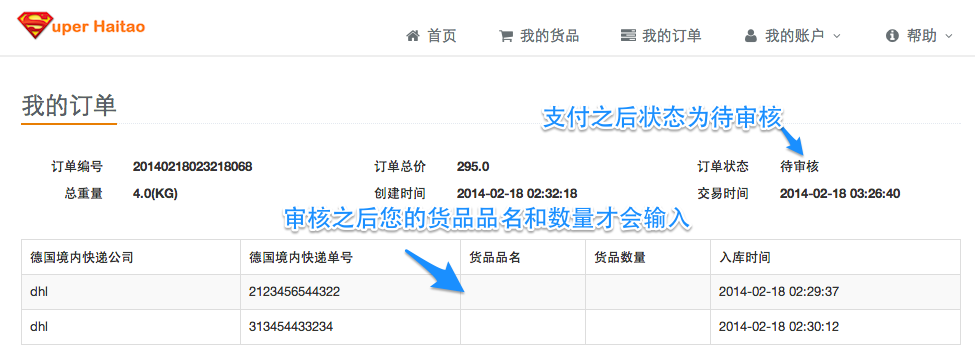 Super Haitao
首页 我的货品 我的订单 我的账户 帮助
我的订单
支付之后状态为待审核
订单编号 20140218023218068 订单总价 295.0 订单状态 待审核
总重量 4.0(KG) 创建时间 2014-02-18 02:32:18 交易时间 2014-02-18 03:26:40
审核之后您的货品品名和数量才会输入
德国境内快递公司 德国境内快递单号 货品品名 货品数量 入库时间
dhl 2123456544322 2014-02-18 02:29:37
dhl 313454433234 2014-02-18 02:30:12